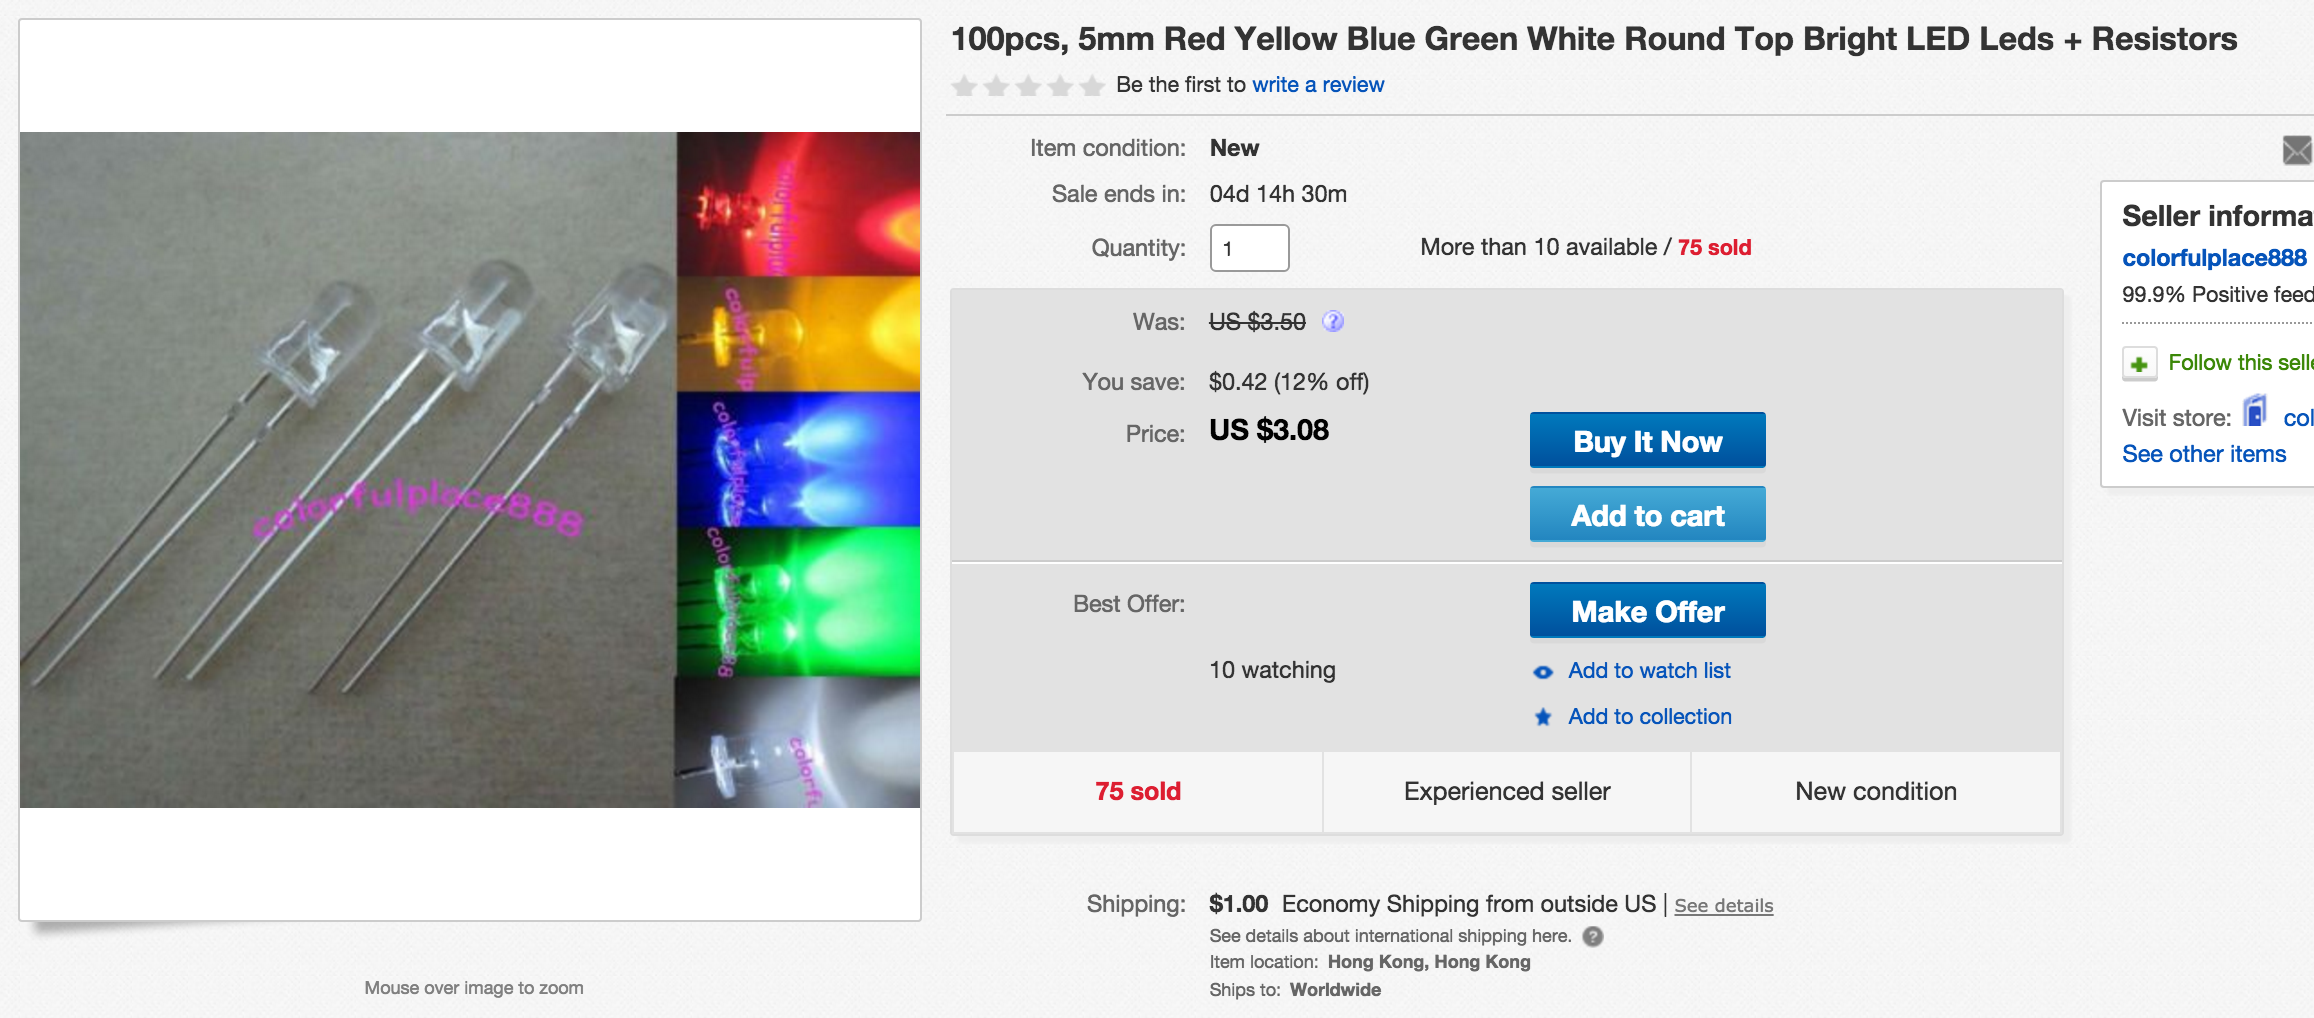 100pcs, 5mm Red Yellow Blue Green White Round Top Bright LED Leds + Resistors
Be the first to write a review
Item condition: New
Sale ends in: 04d 14h 30m
Quantity: 1 More than 10 available / 75 sold
Was: US $3.50 ?
You save: $0.42 (12% off)
Price: US $3.08
Buy It Now
Add to cart
Best Offer:
Make Offer
10 watching
Add to watch list
Add to collection
75 sold
Experienced seller
New condition
Shipping: $1.00 Economy Shipping from outside US | See details
See details about international shipping here. ?
Item location: Hong Kong, Hong Kong
Ships to: Worldwide
Seller informa
colorfulplace888
99.9% Positive feed
Follow this selle
Visit store: col
See other items
colorfulplace888
colorfulpl
colorfulp
colorfulplace
colorfulplace888
colorfu
Mouse over image to zoom